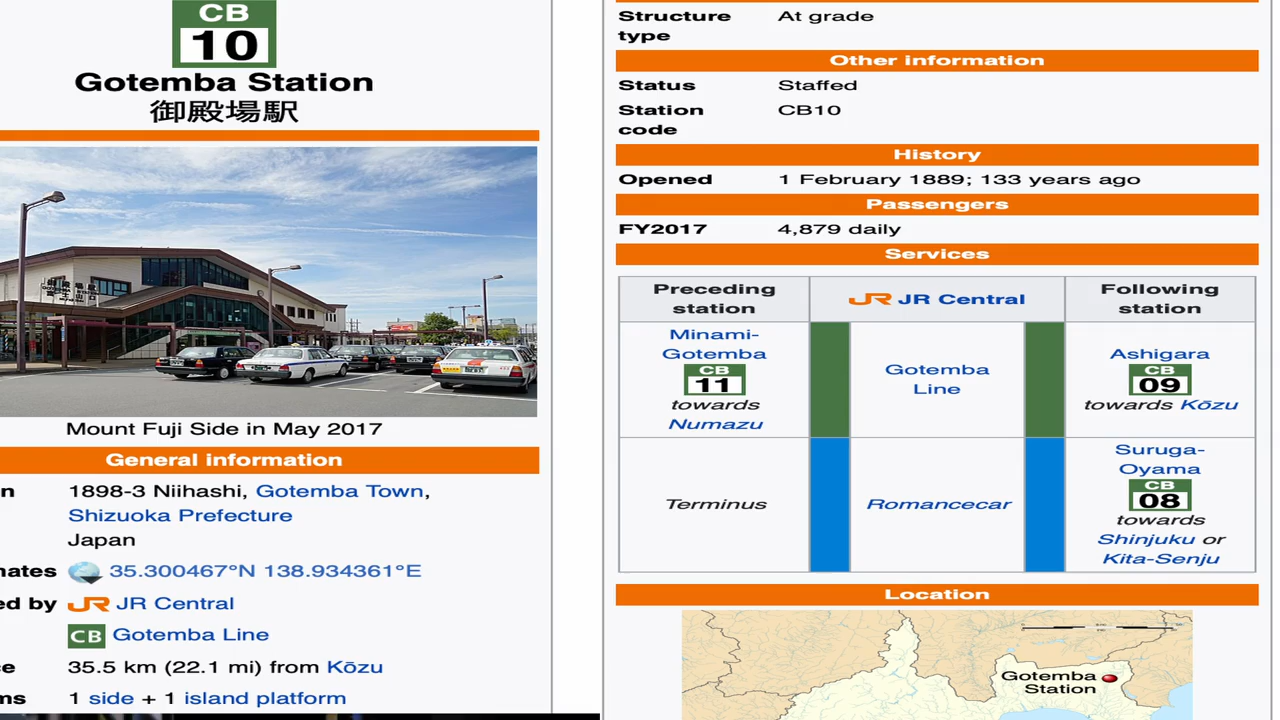 CB
10
Gotemba Station
御殿場駅
Mount Fuji Side in May 2017
General information
n 1898-3 Niihashi, Gotemba Town,
Shizuoka Prefecture
Japan
nates 35.300467°N 138.934361°E
ed by JR Central
CB Gotemba Line
ce 35.5 km (22.1 mi) from Kōzu
ms 1 side + 1 island platform
Structure type At grade
Other information
Status Staffed
Station code CB10
History
Opened 1 February 1889; 133 years ago
Passengers
FY2017 4,879 daily
Services
Preceding station JR JR Central Following station
Minami-
Gotemba
CB
11
towards
Numazu
Gotemba
Line
Ashigara
CB
09
towards Kōzu
Terminus
Romancecar
Suruga-
Oyama
CB
08
towards
Shinjuku or
Kita-Senju
Location
Gotemba
Station